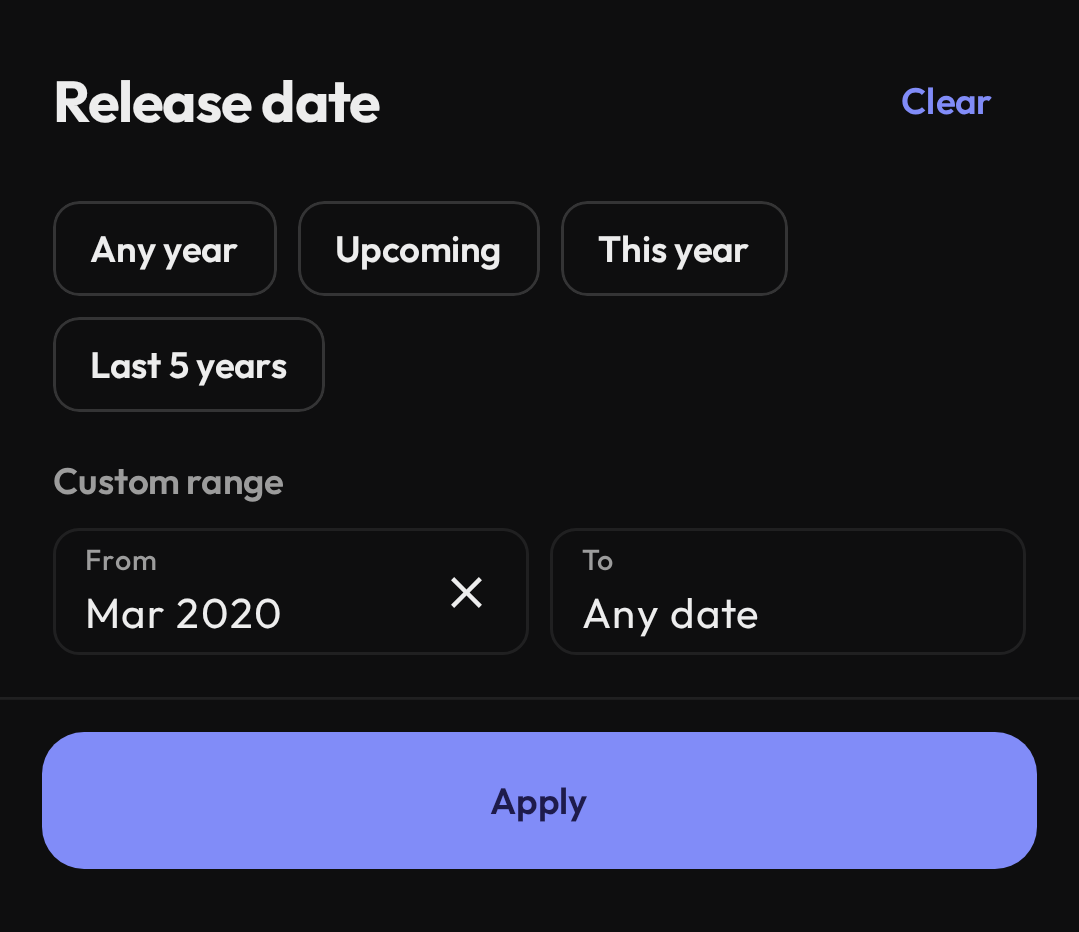 Release date
Clear
Any year
Upcoming
This year
Last 5 years
Custom range
From
Mar 2020
To
Any date
Apply